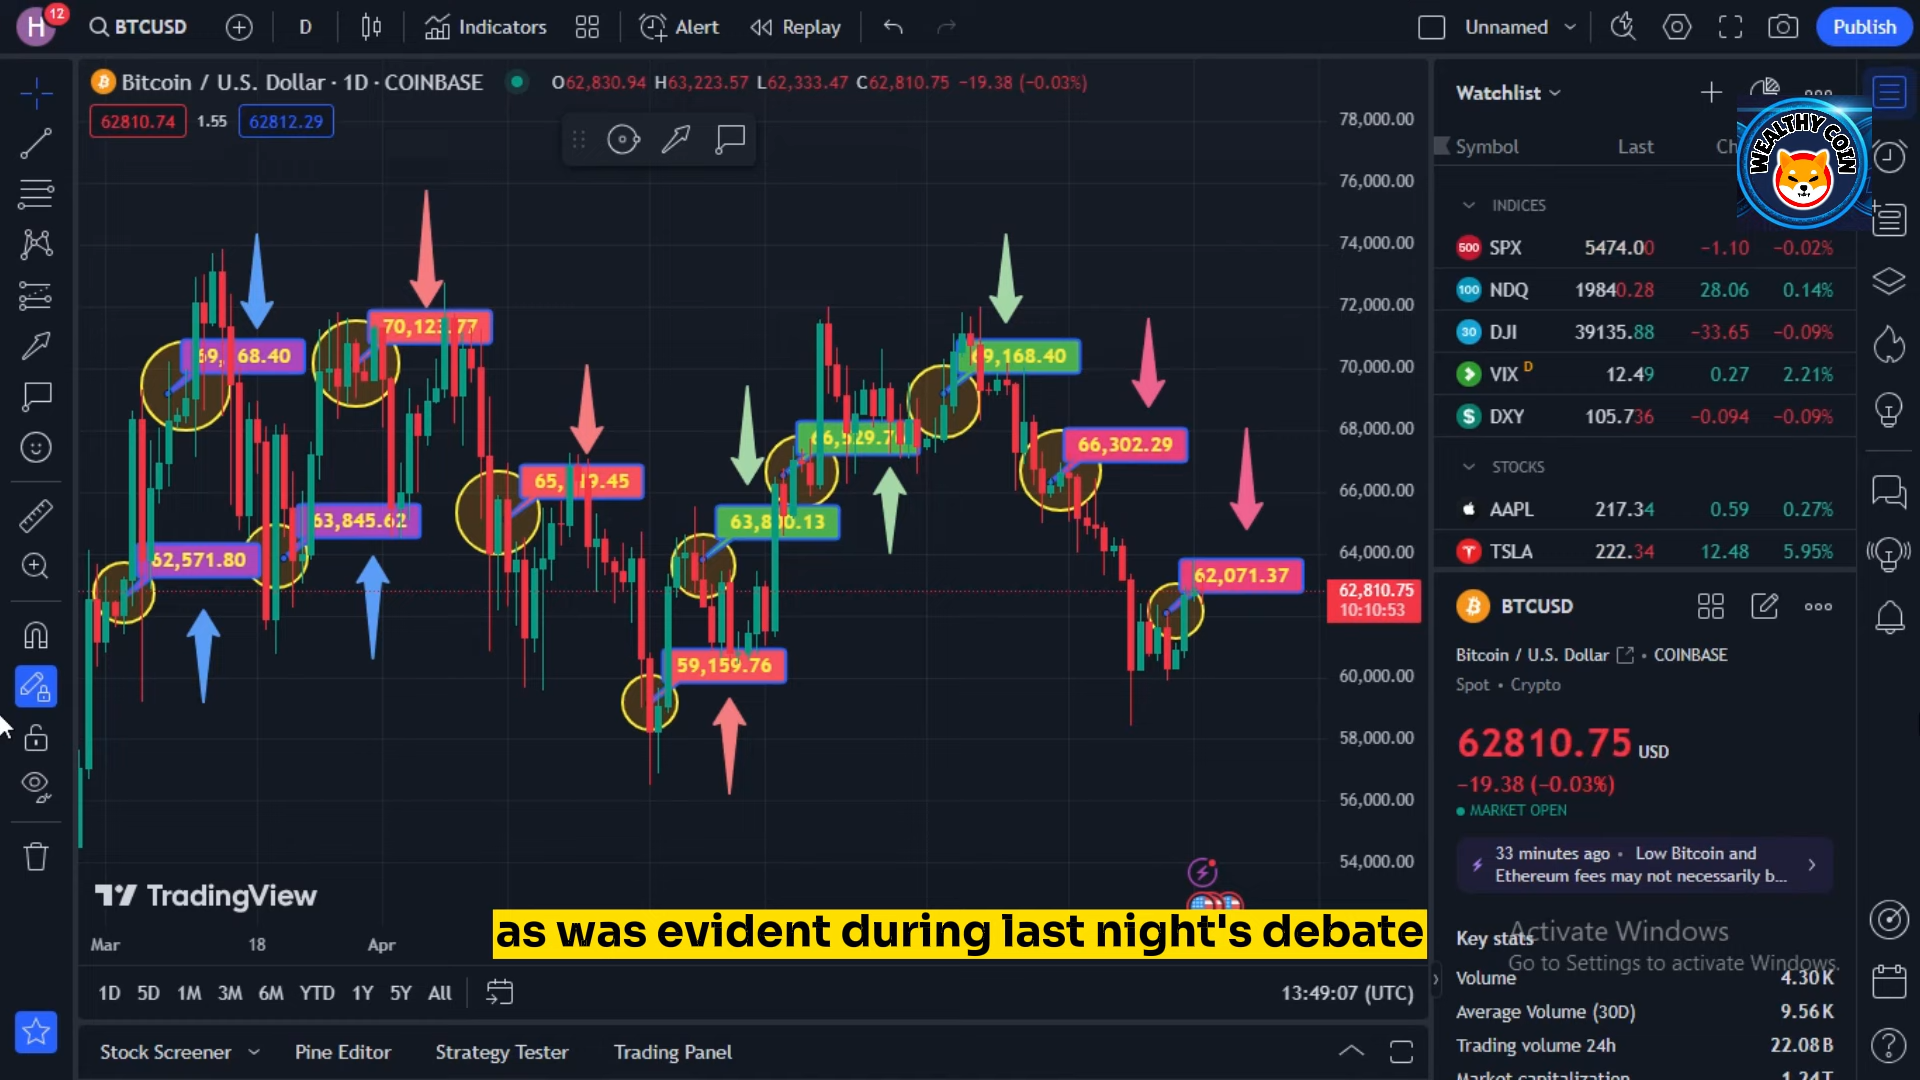 H
12
BTCUSD
D
Indicators
Alert
Replay
Unnamed
Publish
Bitcoin / U.S. Dollar · 1D · COINBASE
O62,830.94 H63,223.57 L62,333.47 C62,810.75 −19.38 (−0.03%)
62810.74
1.55
62812.29
78,000.00
76,000.00
74,000.00
72,000.00
70,000.00
68,000.00
66,000.00
64,000.00
62,810.75
10:10:53
60,000.00
58,000.00
56,000.00
54,000.00
70,123.77
69,168.40
66,302.29
63,845.62
62,571.80
62,071.37
59,159.76
TradingView
Mar
18
Apr
as was evident during last night's debate
1D 5D 1M 3M 6M YTD 1Y 5Y All
13:49:07 (UTC)
Stock Screener
Pine Editor
Strategy Tester
Trading Panel
Watchlist
WEALTHY COIN
Symbol
Last
INDICES
500 SPX 5474.00 −1.10 −0.02%
100 NDQ 19840.28 28.06 0.14%
30 DJI 39135.88 −33.65 −0.09%
VIX D 12.49 0.27 2.21%
$ DXY 105.736 −0.094 −0.09%
STOCKS
AAPL 217.34 0.59 0.27%
TSLA 222.34 12.48 5.95%
BTCUSD
Bitcoin / U.S. Dollar • COINBASE
Spot • Crypto
62810.75 USD
−19.38 (−0.03%)
MARKET OPEN
33 minutes ago • Low Bitcoin and
Ethereum fees may not necessarily b...
Key stats
Activate Windows
Go to Settings to activate Windows.
Volume 4.30K
Average Volume (30D) 9.56K
Trading volume 24h 22.08B